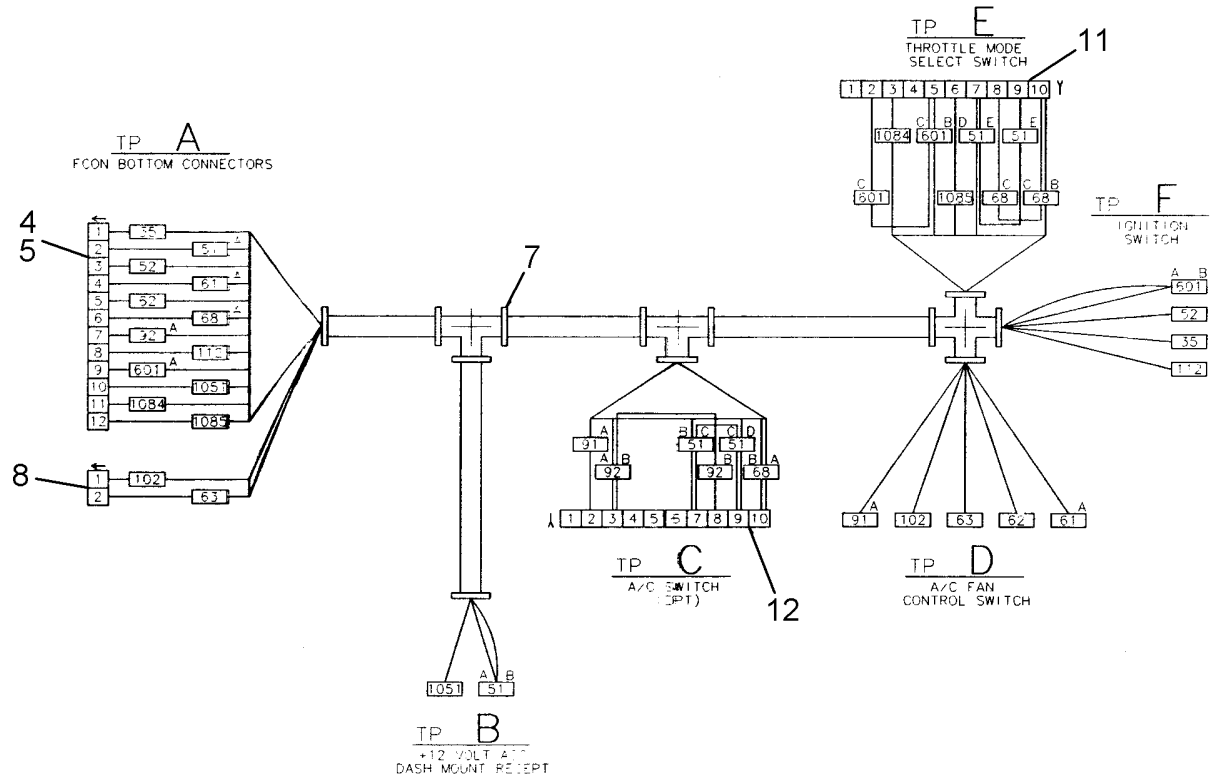 TP A
FCON BOTTOM CONNECTORS
4
5
1 35
2 51 A
3 52
4 61 A
5 62
6 68 A
7 92 A
8 112
9 601 A
10 1051
11 1084
12 1085
8
1 102
2 63
7
TP B
+12 VOLT
DASH MOUNT RECEPT
1051
A B
51
A B C C D
91 51 51
A B B B A
92 92 68
1 2 3 4 5 6 7 8 9 10
TP C
A/C SWITCH
(OPT)
12
TP E
THROTTLE MODE
SELECT SWITCH
11
1 2 3 4 5 6 7 8 9 10
C B D E E
1084 601 51 51
C C C B
601 1085 68 68
TP F
IGNITION
SWITCH
A B
601
52
35
112
A A
91 102 63 62 61
TP D
A/C FAN
CONTROL SWITCH